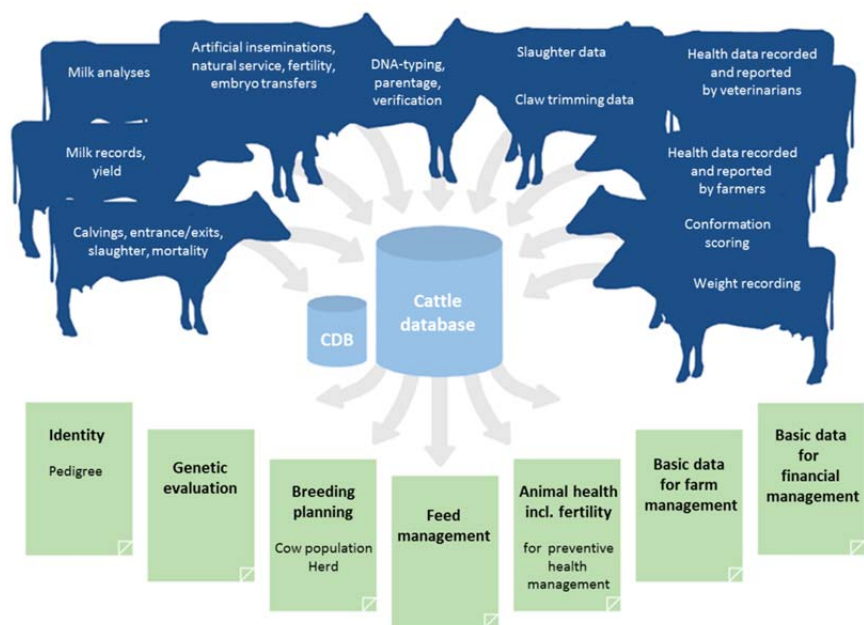 Milk analyses
Artificial inseminations,
natural service, fertility,
embryo transfers
DNA-typing,
parentage,
verification
Slaughter data
Claw trimming data
Health data recorded
and reported
by veterinarians
Milk records,
yield
Health data recorded
and reported
by farmers
Calvings, entrance/exits,
slaughter, mortality
Conformation
scoring
Weight recording
Cattle
database
CDB
Identity
Pedigree
Genetic
evaluation
Breeding
planning
Cow population
Herd
Feed
management
Animal health
incl. fertility
for preventive
health
management
Basic data
for farm
management
Basic data
for
financial
management